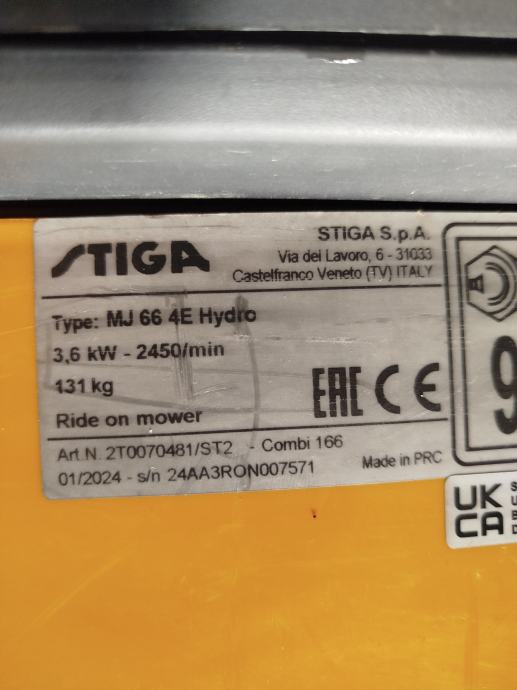 STIGA
STIGA S.p.A.
Via dei Lavoro, 6 - 31033
Castelfranco Veneto (TV) ITALY
Type: MJ 66 4E Hydro
3,6 kW - 2450/min
131 kg
Ride on mower
EAC CE
Art.N. 2T0070481/ST2 - Combi 166
01/2024 - s/n 24AA3RON007571
Made in PRC
9
UK
CA